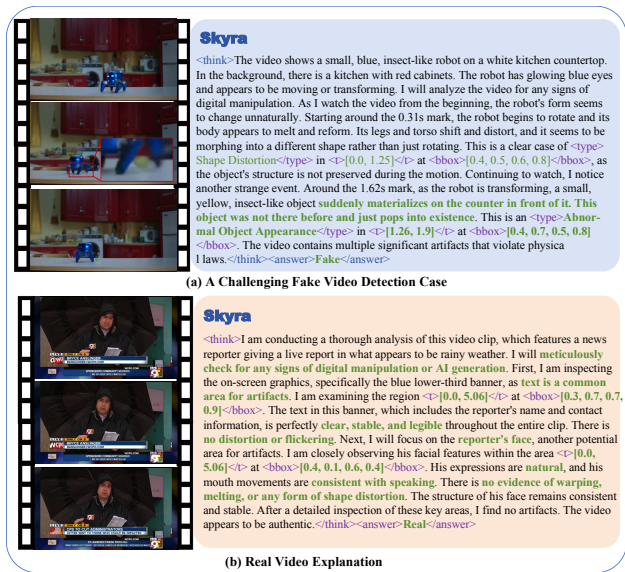 Skyra
<think>The video shows a small, blue, insect-like robot on a white kitchen countertop.
In the background, there is a kitchen with red cabinets. The robot has glowing blue eyes
and appears to be moving or transforming. I will analyze the video for any signs of
digital manipulation. As I watch the video from the beginning, the robot's form seems
to change unnaturally. Starting around the 0.31s mark, the robot begins to rotate and its
body appears to melt and reform. Its legs and torso shift and distort, and it seems to be
morphing into a different shape rather than just rotating. This is a clear case of <type>
Shape Distortion</type> in <t>[0.0, 1.25]</t> at <bbox>[0.4, 0.5, 0.6, 0.8]</bbox>, as
the object's structure is not preserved during the motion. Continuing to watch, I notice
another strange event. Around the 1.62s mark, as the robot is transforming, a small,
yellow, insect-like object suddenly materializes on the counter in front of it. This
object was not there before and just pops into existence. This is an <type>Abnor-
mal Object Appearance</type> in <t>[1.26, 1.9]</t> at <bbox>[0.4, 0.7, 0.5, 0.8]
</bbox>. The video contains multiple significant artifacts that violate physica
l laws.</think><answer>Fake</answer>
(a) A Challenging Fake Video Detection Case
Skyra
<think>I am conducting a thorough analysis of this video clip, which features a news
reporter giving a live report in what appears to be rainy weather. I will meticulously
check for any signs of digital manipulation or AI generation. First, I am inspecting
the on-screen graphics, specifically the blue lower-third banner, as text is a common
area for artifacts. I am examining the region <t>[0.0, 5.06]</t> at <bbox>[0.3, 0.7, 0.7,
0.9]</bbox>. The text in this banner, which includes the reporter's name and contact
information, is perfectly clear, stable, and legible throughout the entire clip. There is
no distortion or flickering. Next, I will focus on the reporter's face, another potential
area for artifacts. I am closely observing his facial features within the area <t>[0.0,
5.06]</t> at <bbox>[0.4, 0.1, 0.6, 0.4]</bbox>. His expressions are natural, and his
mouth movements are consistent with speaking. There is no evidence of warping,
melting, or any form of shape distortion. The structure of his face remains consistent
and stable. After a detailed inspection of these key areas, I find no artifacts. The video
appears to be authentic.</think><answer>Real</answer>
(b) Real Video Explanation